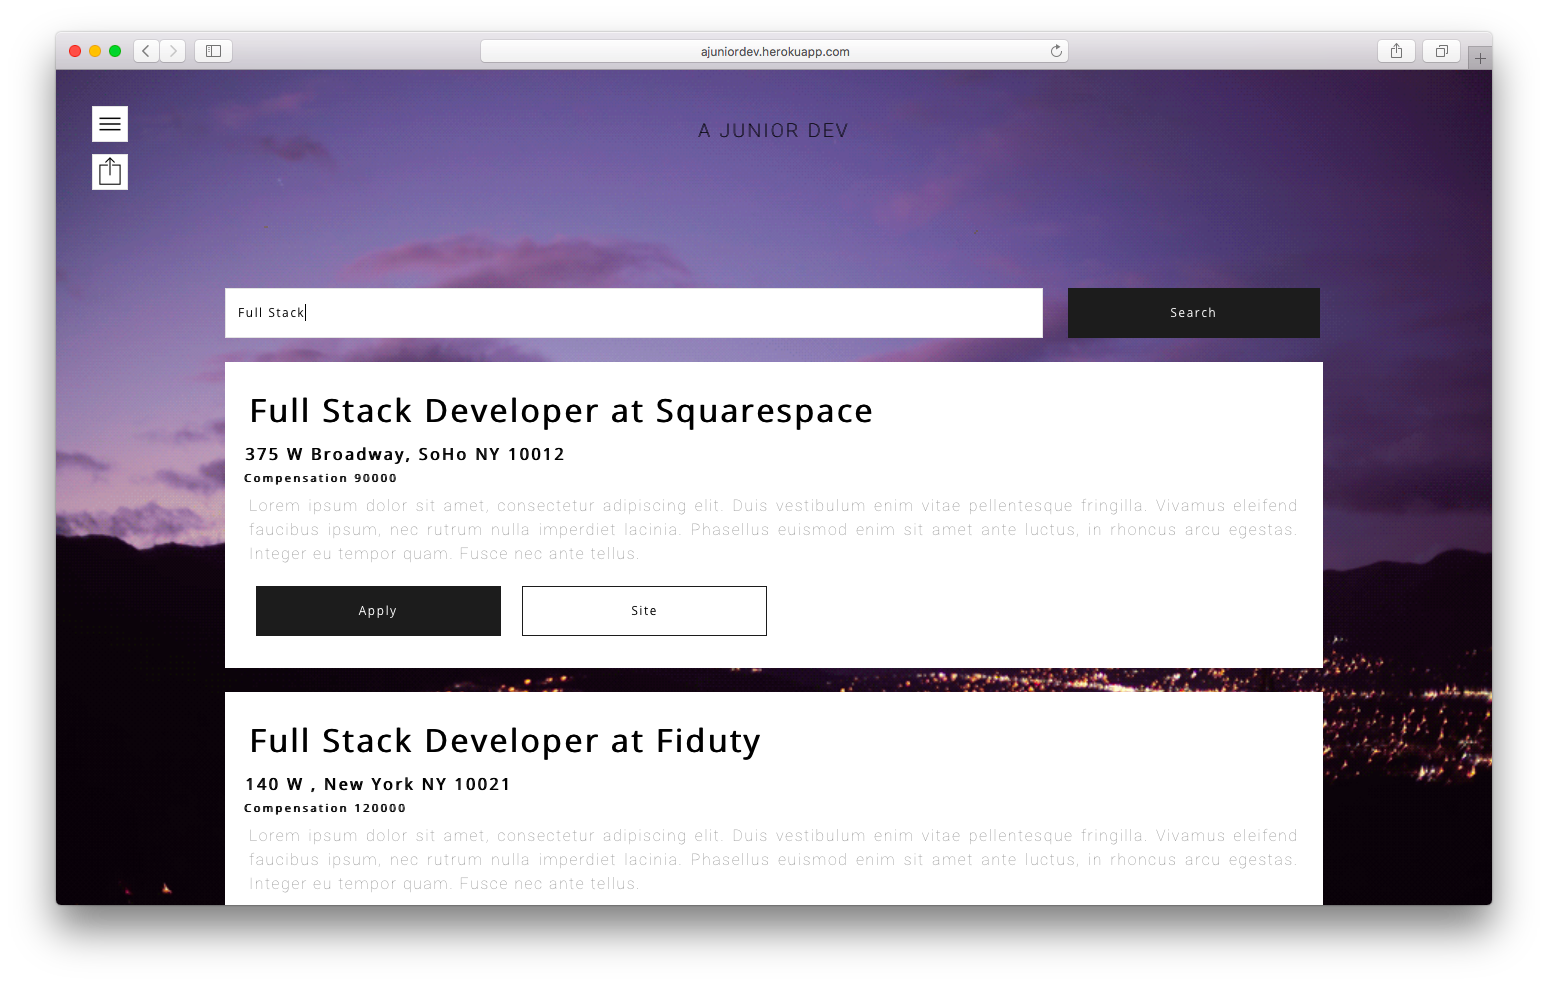 ajuniordev.herokuapp.com
A JUNIOR DEV
Full Stack
Search
Full Stack Developer at Squarespace
375 W Broadway, SoHo NY 10012
Compensation 90000
Lorem ipsum dolor sit amet, consectetur adipiscing elit. Duis vestibulum enim vitae pellentesque fringilla. Vivamus eleifend
faucibus ipsum, nec rutrum nulla imperdiet lacinia. Phasellus euismod enim sit amet ante luctus, in rhoncus arcu egestas.
Integer eu tempor quam. Fusce nec ante tellus.
Apply
Site
Full Stack Developer at Fiduty
140 W , New York NY 10021
Compensation 120000
Lorem ipsum dolor sit amet, consectetur adipiscing elit. Duis vestibulum enim vitae pellentesque fringilla. Vivamus eleifend
faucibus ipsum, nec rutrum nulla imperdiet lacinia. Phasellus euismod enim sit amet ante luctus, in rhoncus arcu egestas.
Integer eu tempor quam. Fusce nec ante tellus.